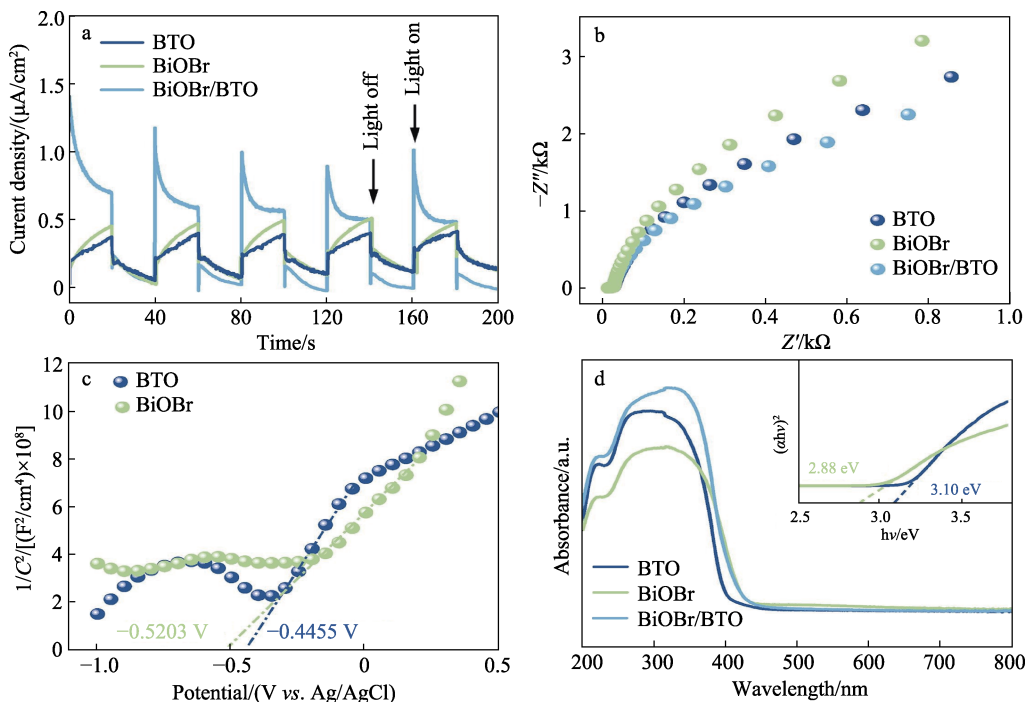 a
BTO
BiOBr
BiOBr/BTO
Light off
Light on
Curent density/(μA/cm²)
2.0
1.5
1.0
0.5
0
0
40
80
120
160
200
Time/s
b
BTO
BiOBr
BiOBr/BTO
−Z″/kΩ
3
2
1
0
0
0.2
0.4
0.6
0.8
1.0
Z′/kΩ
c
BTO
BiOBr
1/C²/[(F²/cm⁴)×10⁸]
12
10
8
6
4
2
0
−0.5203 V
−0.4455 V
−1.0
−0.5
0
0.5
Potential/(V vs. Ag/AgCl)
d
BTO
BiOBr
BiOBr/BTO
Absorbance/a.u.
200
300
400
500
600
700
800
Wavelength/nm
(αhν)²
2.88 eV
3.10 eV
2.5
3.0
3.5
hν/eV